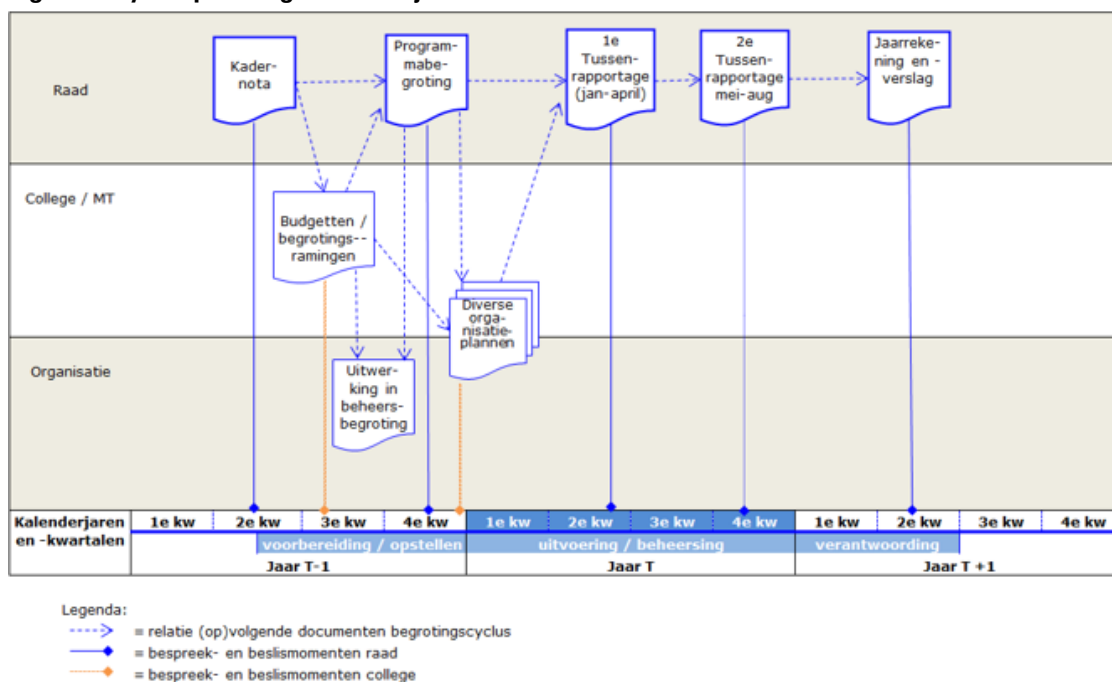 Raad
Kader-
nota
Program-
mabe-
groting
1e
Tussen-
rapportage
(jan-april)
2e
Tussen-
rapportage
mei-aug
Jaarreke-
ning en -
verslag
College / MT
Budgetten /
begrotings--
ramingen
Diverse
orga-
nisatie-
plannen
Organisatie
Uitwer-
king in
beheers-
begroting
Kalenderjaren
en -kwartalen
1e kw 2e kw 3e kw 4e kw 1e kw 2e kw 3e kw 4e kw 1e kw 2e kw 3e kw 4e kw
voorbereiding / opstellen uitvoering / beheersing verantwoording
Jaar T-1 Jaar T Jaar T +1
Legenda:
= relatie (op)volgende documenten begrotingscyclus
= bespreek- en beslismomenten raad
= bespreek- en beslismomenten college